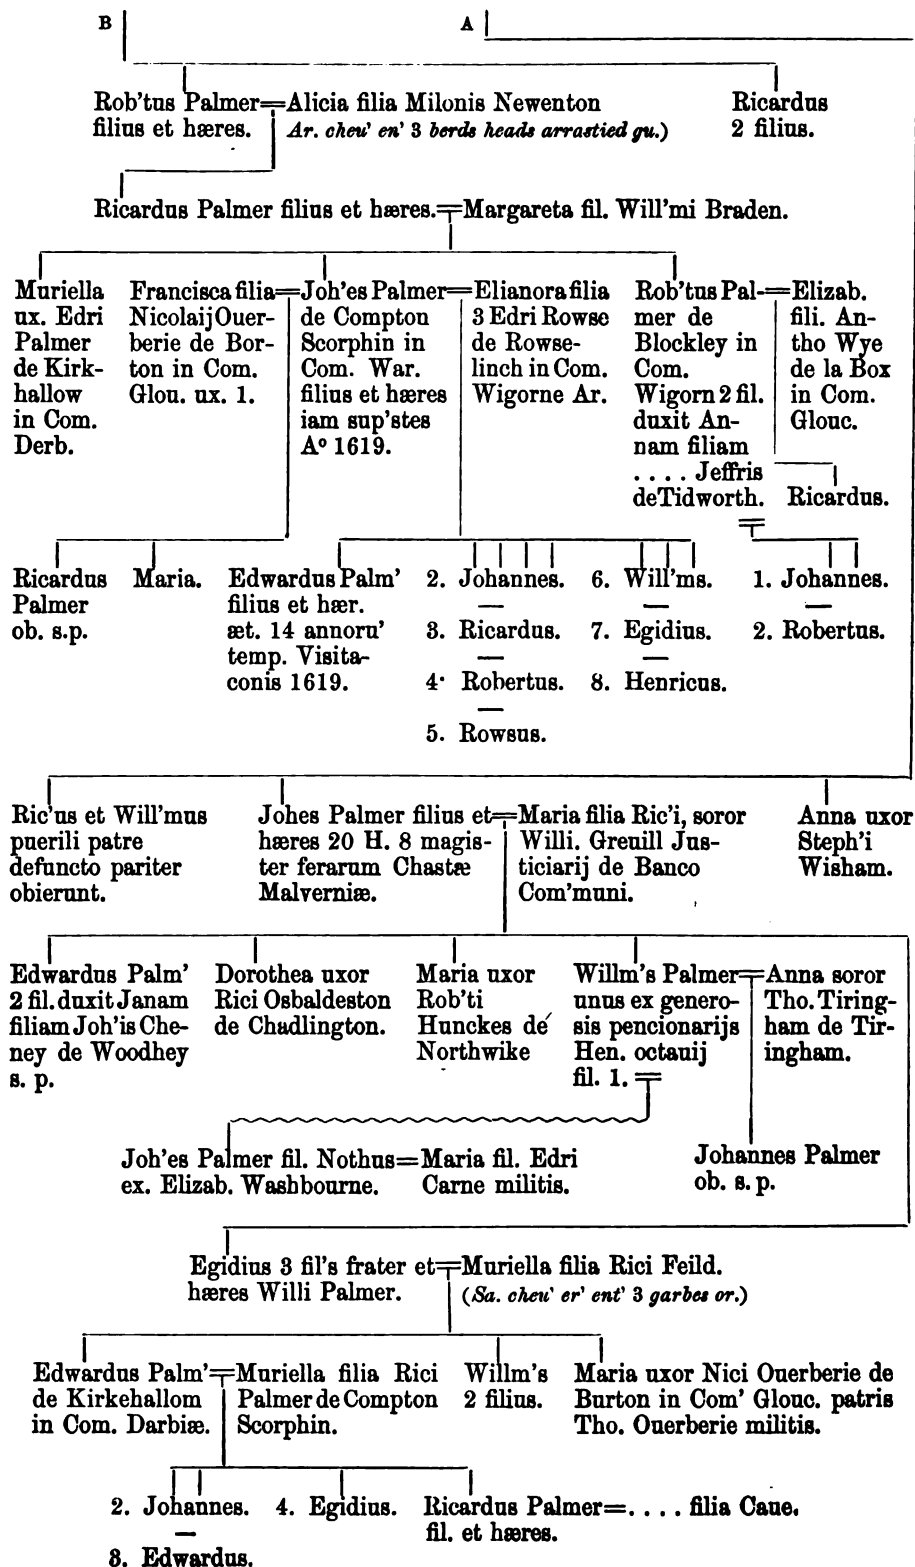 B
A
Rob'tus Palmer=Alicia filia Milonis Newenton
filius et hæres.
Ar. cheu' en' 3 berds heads arrastied gu.)
Ricardus
2 filius.
Ricardus Palmer filius et hæres.=Margareta fil. Will'mi Braden.
Muriella
ux. Edri
Palmer
de Kirk-
hallow
in Com.
Derb.
Francisca filia=
Nicolaij Ouer-
berie de Bor-
ton in Com.
Glou. ux. 1.
Joh'es Palmer=
de Compton
Scorphin in
Com. War.
filius et hæres
iam sup'stes
Aº 1619.
Elianora filia
3 Edri Rowse
de Rowse-
linch in Com.
Wigorne Ar.
Rob'tus Pal-=
mer de
Blockley in
Com.
Wigorn 2 fil.
duxit An-
nam filiam
. . . . Jeffris
de Tidworth.
Elizab.
fili. An-
tho Wye
de la Box
in Com.
Glouc.
Ricardus.
Ricardus
Palmer
ob. s.p.
Maria.
Edwardus Palm'
filius et hær.
æt. 14 annoru'
temp. Visita-
conis 1619.
2. Johannes.
3. Ricardus.
4· Robertus.
5. Rowsus.
6. Will'ms.
7. Egidius.
8. Henricus.
1. Johannes.
2. Robertus.
Ric'us et Will'mus
puerili patre
defuncto pariter
obierunt.
Johes Palmer filius et=
hæres 20 H. 8 magis-
ter ferarum Chastæ
Malverniæ.
Maria filia Ric'i, soror
Willi. Greuill Jus-
ticiarij de Banco
Com'muni.
Anna uxor
Steph'i
Wisham.
Edwardus Palm'
2 fil. duxit Janam
filiam Joh'is Che-
ney de Woodhey
s. p.
Dorothea uxor
Rici Osbaldeston
de Chadlington.
Maria uxor
Rob'ti
Hunckes de
Northwike
Willm's Palmer=
unus ex genero-
sis pencionarijs
Hen. octauij
fil. 1.
Anna soror
Tho. Tiring-
ham de Tir-
ingham.
Joh'es Palmer fil. Nothus=Maria fil. Edri
ex. Elizab. Washbourne.
Carne militis.
Johannes Palmer
ob. s. p.
Egidius 3 fil's frater et=Muriella filia Rici Feild.
hæres Willi Palmer.
(Sa. cheu' er' ent' 3 garbes or.)
Edwardus Palm'=
de Kirkehallom
in Com. Darbiæ.
Muriella filia Rici
Palmer de Compton
Scorphin.
Willm's
2 filius.
Maria uxor Nici Ouerberie de
Burton in Com' Glouc. patris
Tho. Ouerberie militis.
2. Johannes.
3. Edwardus.
4. Egidius.
Ricardus Palmer=. . . . filia Caue.
fil. et hæres.